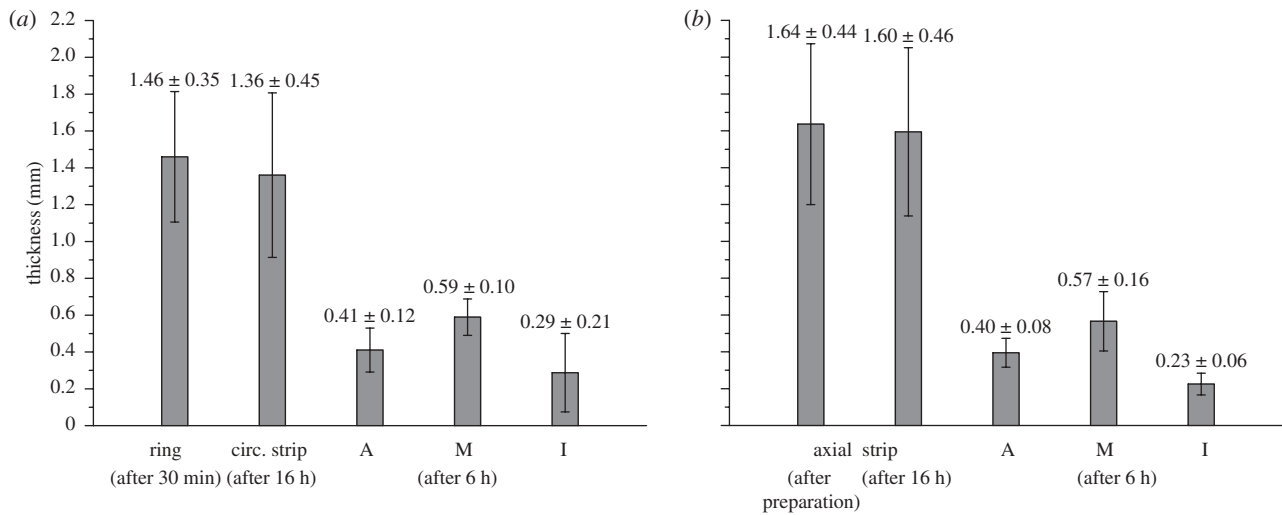 (a)
2.2
2.0
1.8
1.6
1.4
1.2
1.0
0.8
0.6
0.4
0.2
0
thickness (mm)
1.46 ± 0.35 1.36 ± 0.45
0.41 ± 0.12
0.59 ± 0.10
0.29 ± 0.21
ring circ. strip A M I
(after 30 min) (after 16 h) (after 6 h)
(b)
1.64 ± 0.44 1.60 ± 0.46
0.40 ± 0.08
0.57 ± 0.16
0.23 ± 0.06
axial strip A M I
(after (after 16 h) (after 6 h)
preparation)